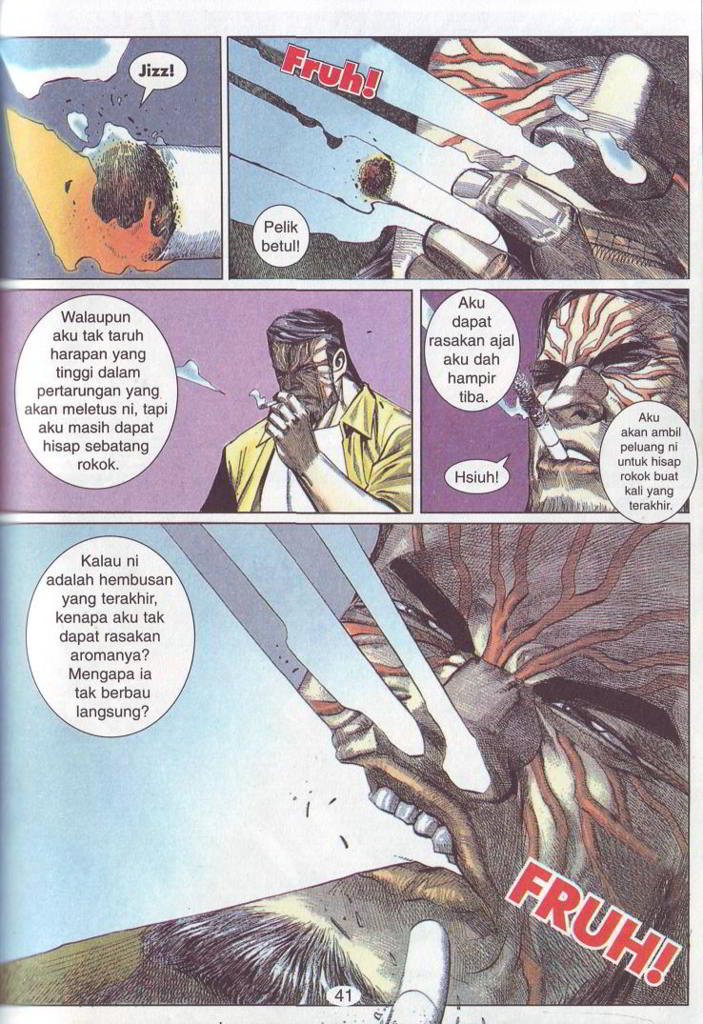 Jizz!
Fruh!
Pelik
betul!
Walaupun
aku tak taruh
harapan yang
tinggi dalam
pertarungan yang
akan meletus ni, tapi
aku masih dapat
hisap sebatang
rokok.
Aku
dapat
rasakan ajal
aku dah
hampir
tiba.
Hsiuh!
Aku
akan ambil
peluang ni
untuk hisap
rokok buat
kali yang
terakhir.
Kalau ni
adalah hembusan
yang terakhir,
kenapa aku tak
dapat rasakan
aromanya?
Mengapa ia
tak berbau
langsung?
FRUH!
41